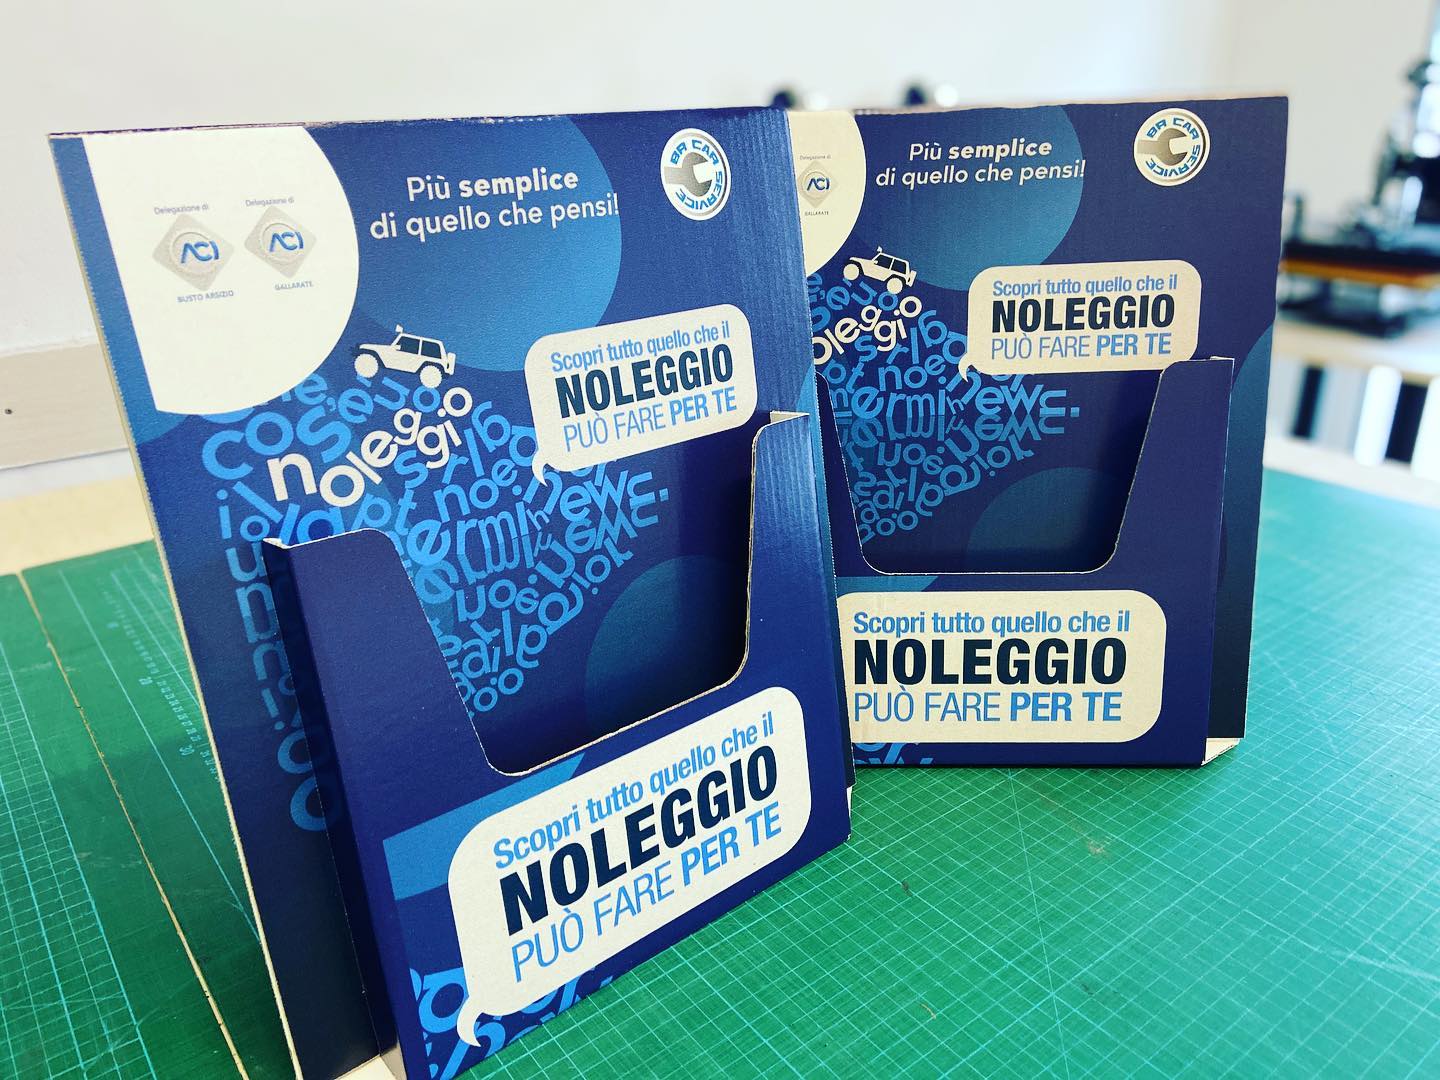 Delegazione di
ACI
BUSTO ARSIZIO
Delegazione di
ACI
GALLARATE
Più semplice
di quello che pensi!
BR CAR SERVICE
Scopri tutto quello che il
NOLEGGIO
PUÒ FARE PER TE
cos'è
noleggio
Scopri tutto quello che il
NOLEGGIO
PUÒ FARE PER TE
Delegazione di
ACI
GALLARATE
Più semplice
di quello che pensi!
BR CAR SERVICE
Scopri tutto quello che il
NOLEGGIO
PUÒ FARE PER TE
noleggio
Scopri tutto quello che il
NOLEGGIO
PUÒ FARE PER TE